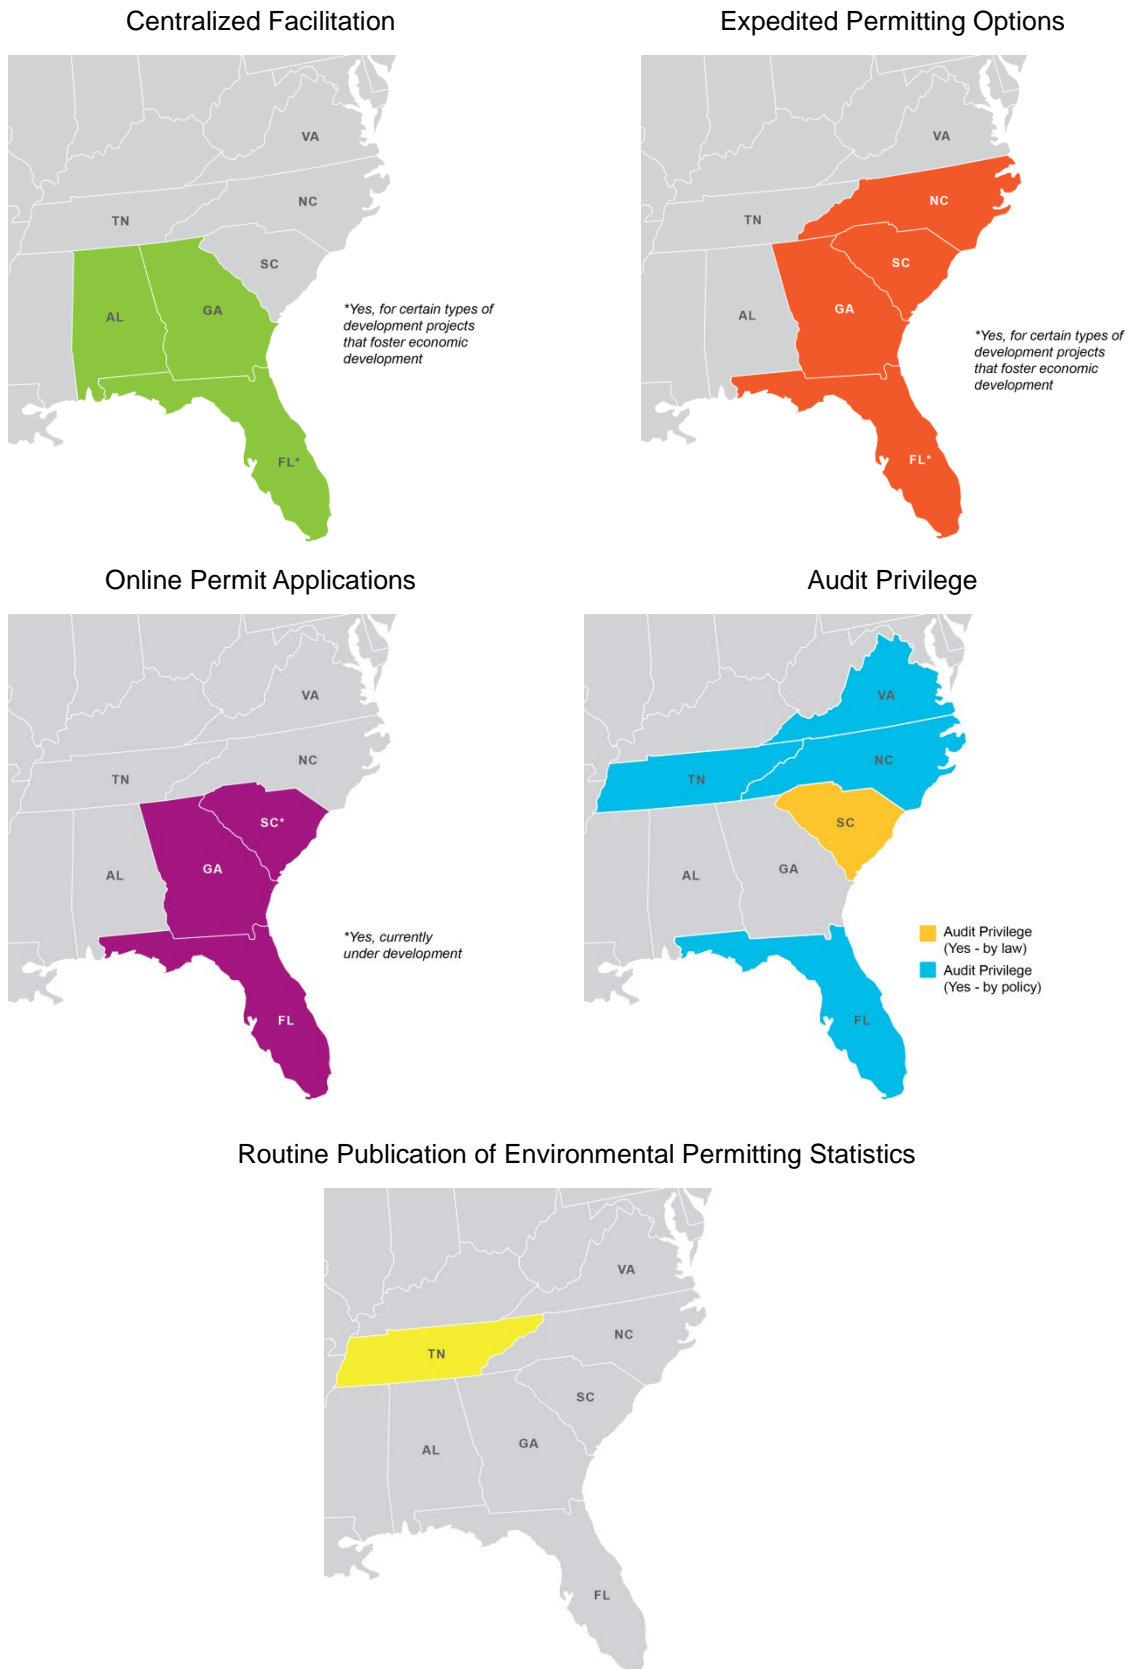 Centralized Facilitation
Expedited Permitting Options
VA
NC
TN
SC
AL
GA
FL*
*Yes, for certain types of
development projects
that foster economic
development
VA
NC
TN
SC
GA
AL
FL*
*Yes, for certain types of
development projects
that foster economic
development
Online Permit Applications
Audit Privilege
VA
NC
TN
SC*
GA
AL
FL
*Yes, currently
under development
VA
NC
TN
SC
GA
AL
FL
Audit Privilege
(Yes - by law)
Audit Privilege
(Yes - by policy)
Routine Publication of Environmental Permitting Statistics
VA
NC
TN
SC
GA
AL
FL